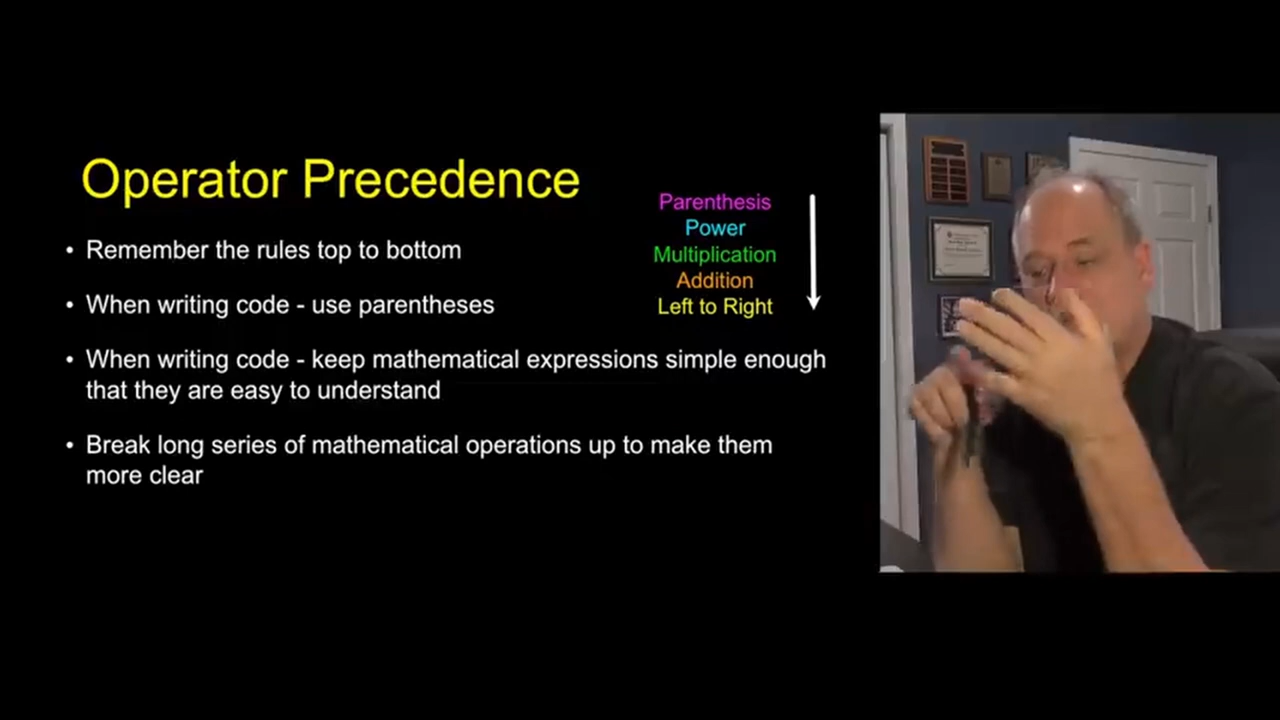 Operator Precedence
Parenthesis
Power
Multiplication
Addition
Left to Right
• Remember the rules top to bottom
• When writing code - use parentheses
• When writing code - keep mathematical expressions simple enough
that they are easy to understand
• Break long series of mathematical operations up to make them
more clear